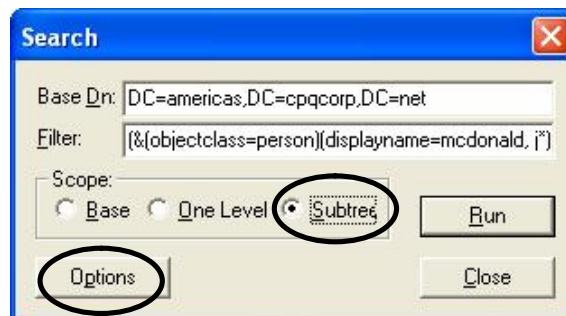 Search
Base Dn: DC=americas,DC=cpqcorp,DC=net
Filter: (&(objectclass=person)(displayname=mcdonald, j*)
Scope:
Base One Level Subtree Run
Options Close